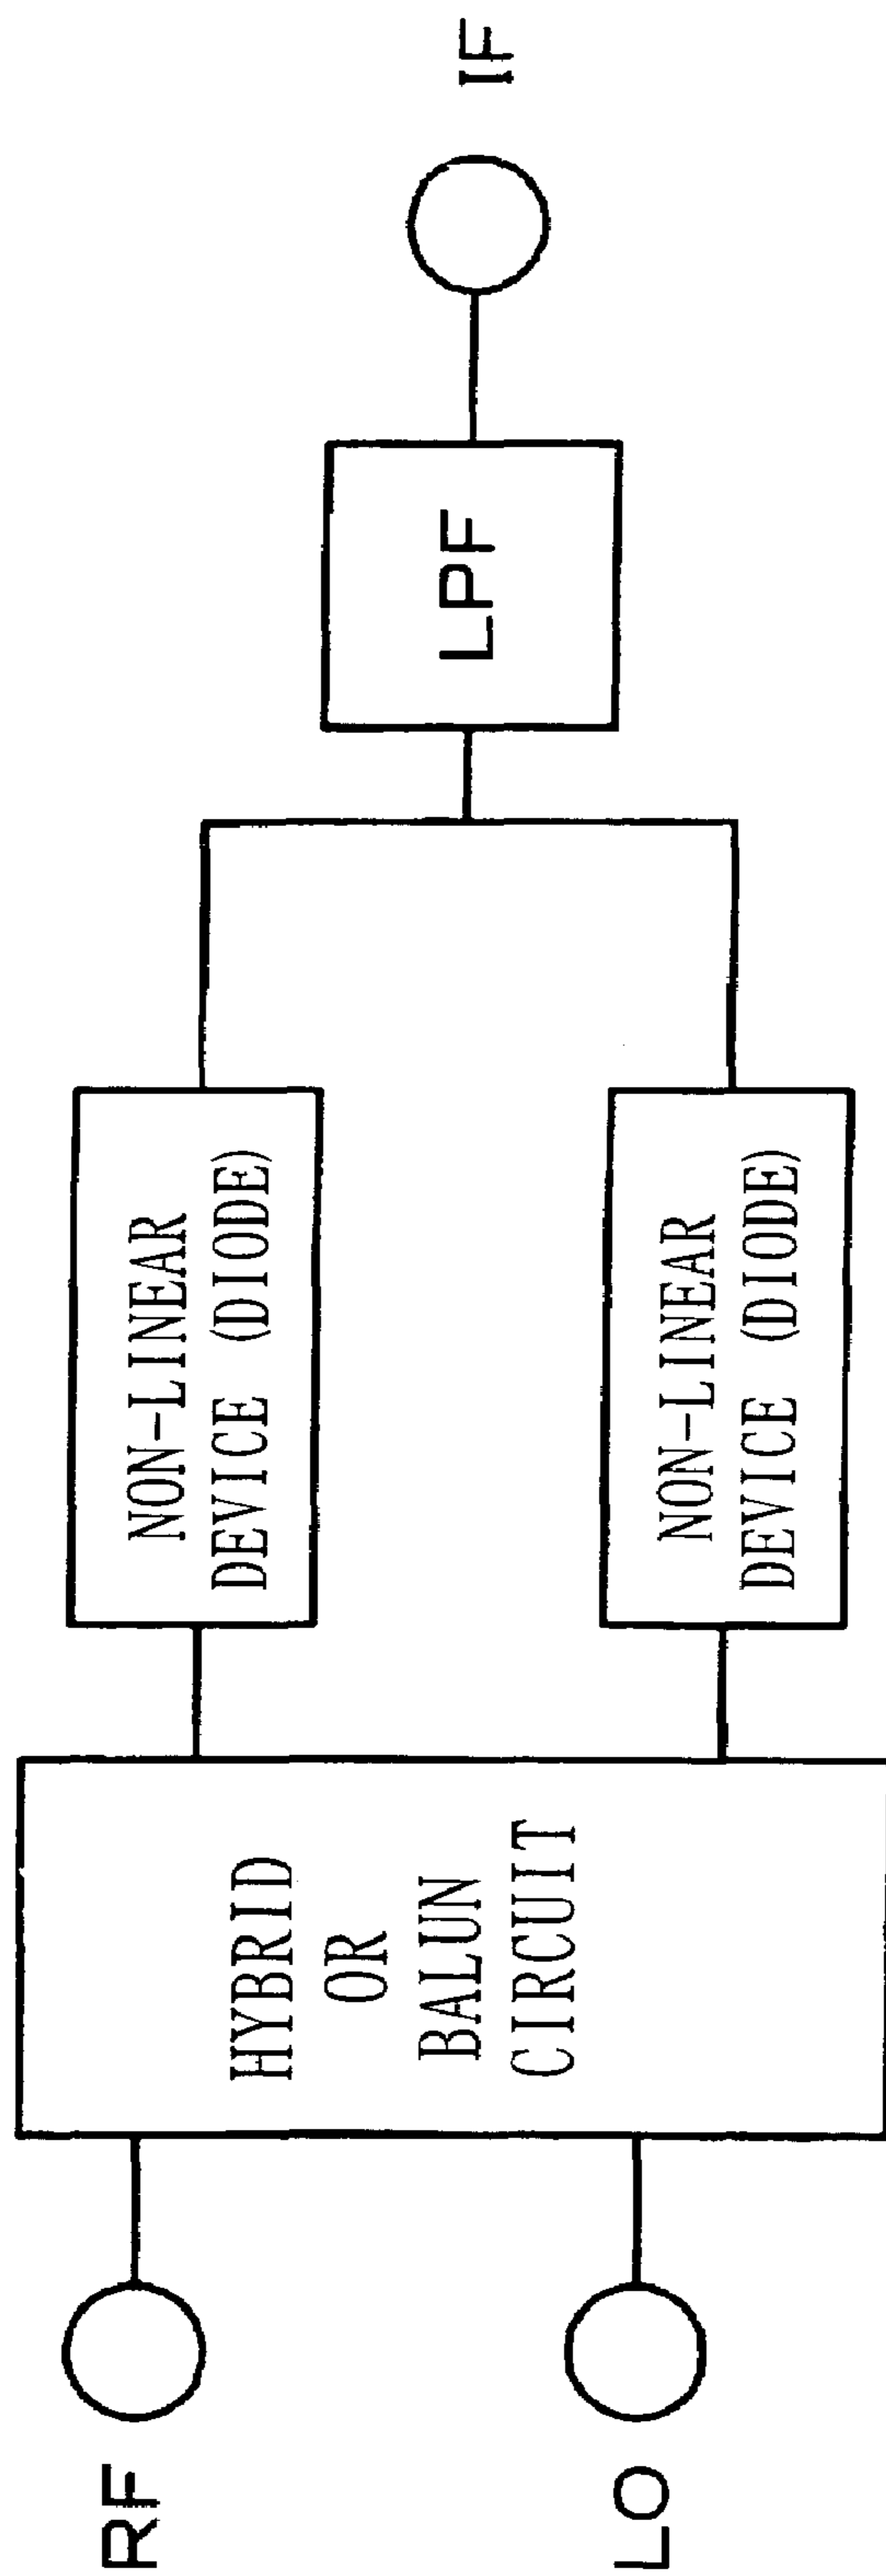 RF
LO
HYBRID
OR
BALUN
CIRCUIT
NON-LINEAR
DEVICE (DIODE)
NON-LINEAR
DEVICE (DIODE)
LPF
IF